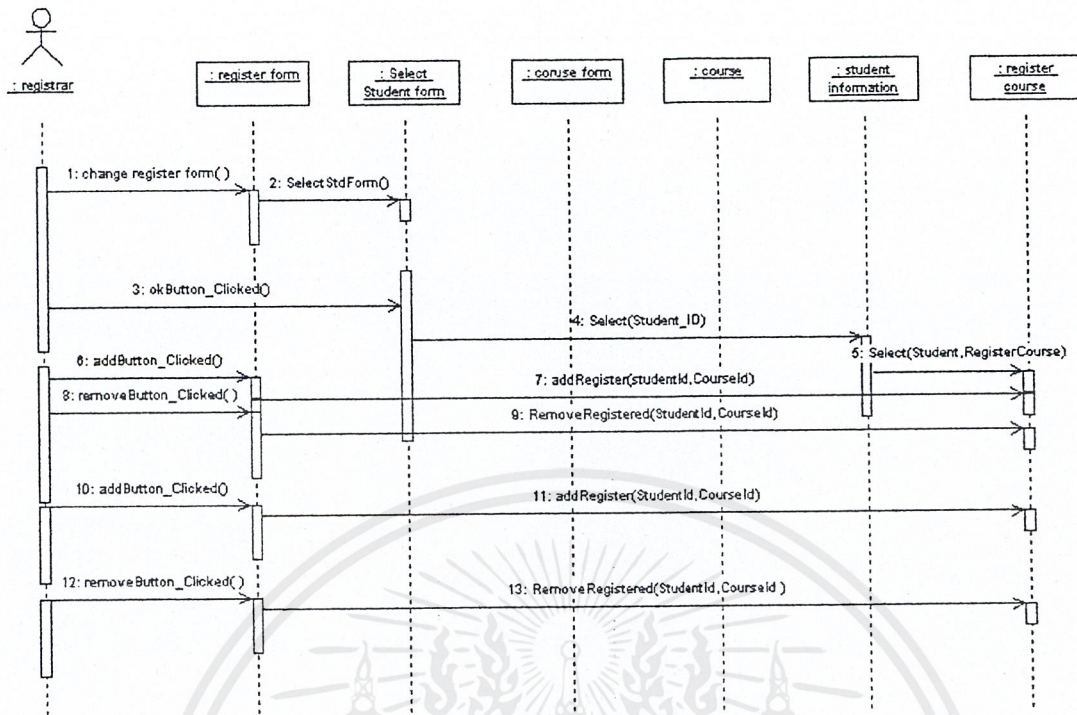 : registrar
: register form
: Select
Student form
: coruse form
: course
: student
information
: register
course
1: change register form( )
2: SelectStdForm()
3: okButton_Clicked()
4: Select(Student_ID)
5: Select(Student,RegisterCourse)
6: addButton_Clicked()
7: addRegister(studentId,CourseId)
8: removeButton_Clicked( )
9: RemoveRegistered(StudentId,CourseId)
10: addButton_Clicked()
11: addRegister(StudentId,CourseId)
12: removeButton_Clicked( )
13: RemoveRegistered(StudentId,CourseId )